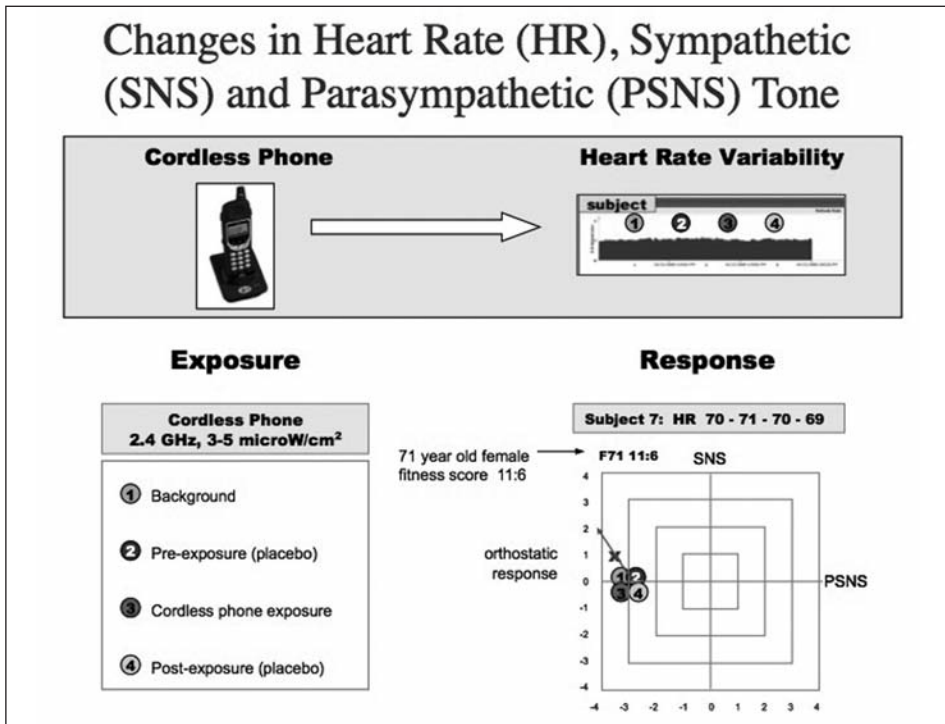 Changes in Heart Rate (HR), Sympathetic
(SNS) and Parasympathetic (PSNS) Tone
Cordless Phone
Heart Rate Variability
subject
1 2 3 4
Exposure
Response
Cordless Phone
2.4 GHz, 3-5 microW/cm²
1 Background
2 Pre-exposure (placebo)
3 Cordless phone exposure
4 Post-exposure (placebo)
Subject 7: HR 70 - 71 - 70 - 69
71 year old female
fitness score 11:6
F71 11:6
SNS
4
3
2
1
0
-1
-2
-3
-4
orthostatic
response
X
1 2
3 4
PSNS
-4 -3 -2 -1 0 1 2 3 4